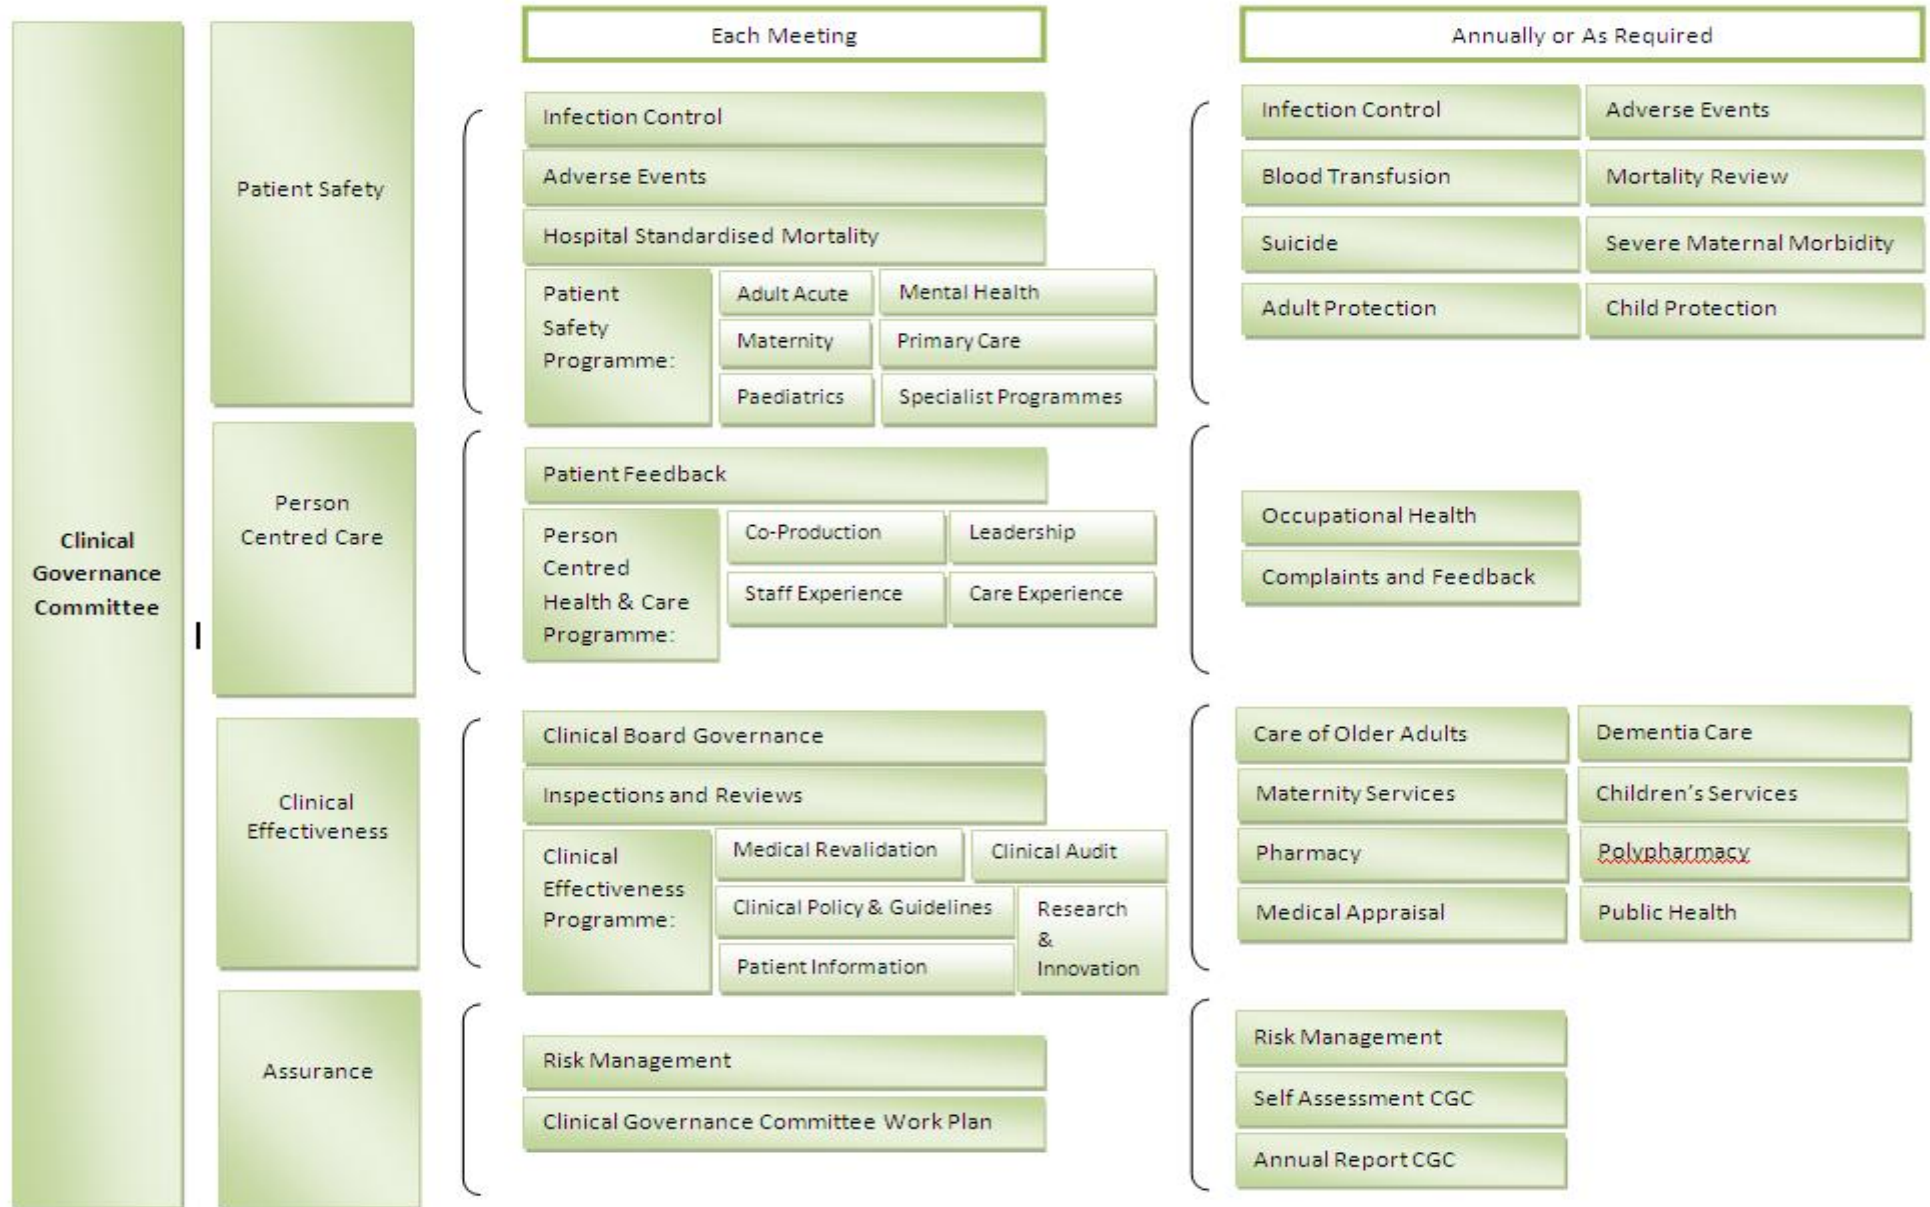 Each Meeting
Annually or As Required
Clinical
Governance
Committee
Patient Safety
Infection Control
Adverse Events
Hospital Standardised Mortality
Patient
Safety
Programme:
Adult Acute
Mental Health
Maternity
Primary Care
Paediatrics
Specialist Programmes
Infection Control
Adverse Events
Blood Transfusion
Mortality Review
Suicide
Severe Maternal Morbidity
Adult Protection
Child Protection
Person
Centred Care
Patient Feedback
Person
Centred
Health & Care
Programme:
Co-Production
Leadership
Staff Experience
Care Experience
Occupational Health
Complaints and Feedback
Clinical
Effectiveness
Clinical Board Governance
Inspections and Reviews
Clinical
Effectiveness
Programme:
Medical Revalidation
Clinical Audit
Clinical Policy & Guidelines
Research
&
Innovation
Patient Information
Care of Older Adults
Dementia Care
Maternity Services
Children's Services
Pharmacy
Polypharmacy
Medical Appraisal
Public Health
Assurance
Risk Management
Clinical Governance Committee Work Plan
Risk Management
Self Assessment CGC
Annual Report CGC